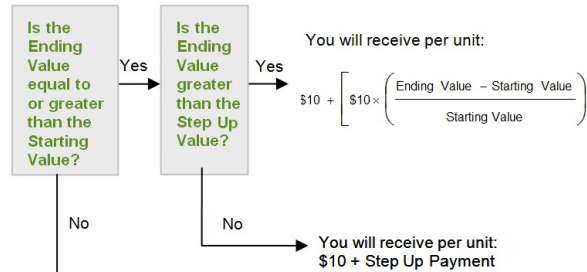 Is the
Ending
Value
equal to
or greater
than the
Starting
Value?
Yes
Is the
Ending
Value
greater
than the
Step Up
Value?
Yes
You will receive per unit:
$10 + [ $10 × ( Ending Value – Starting Value
Starting Value )
No
No
You will receive per unit:
$10 + Step Up Payment